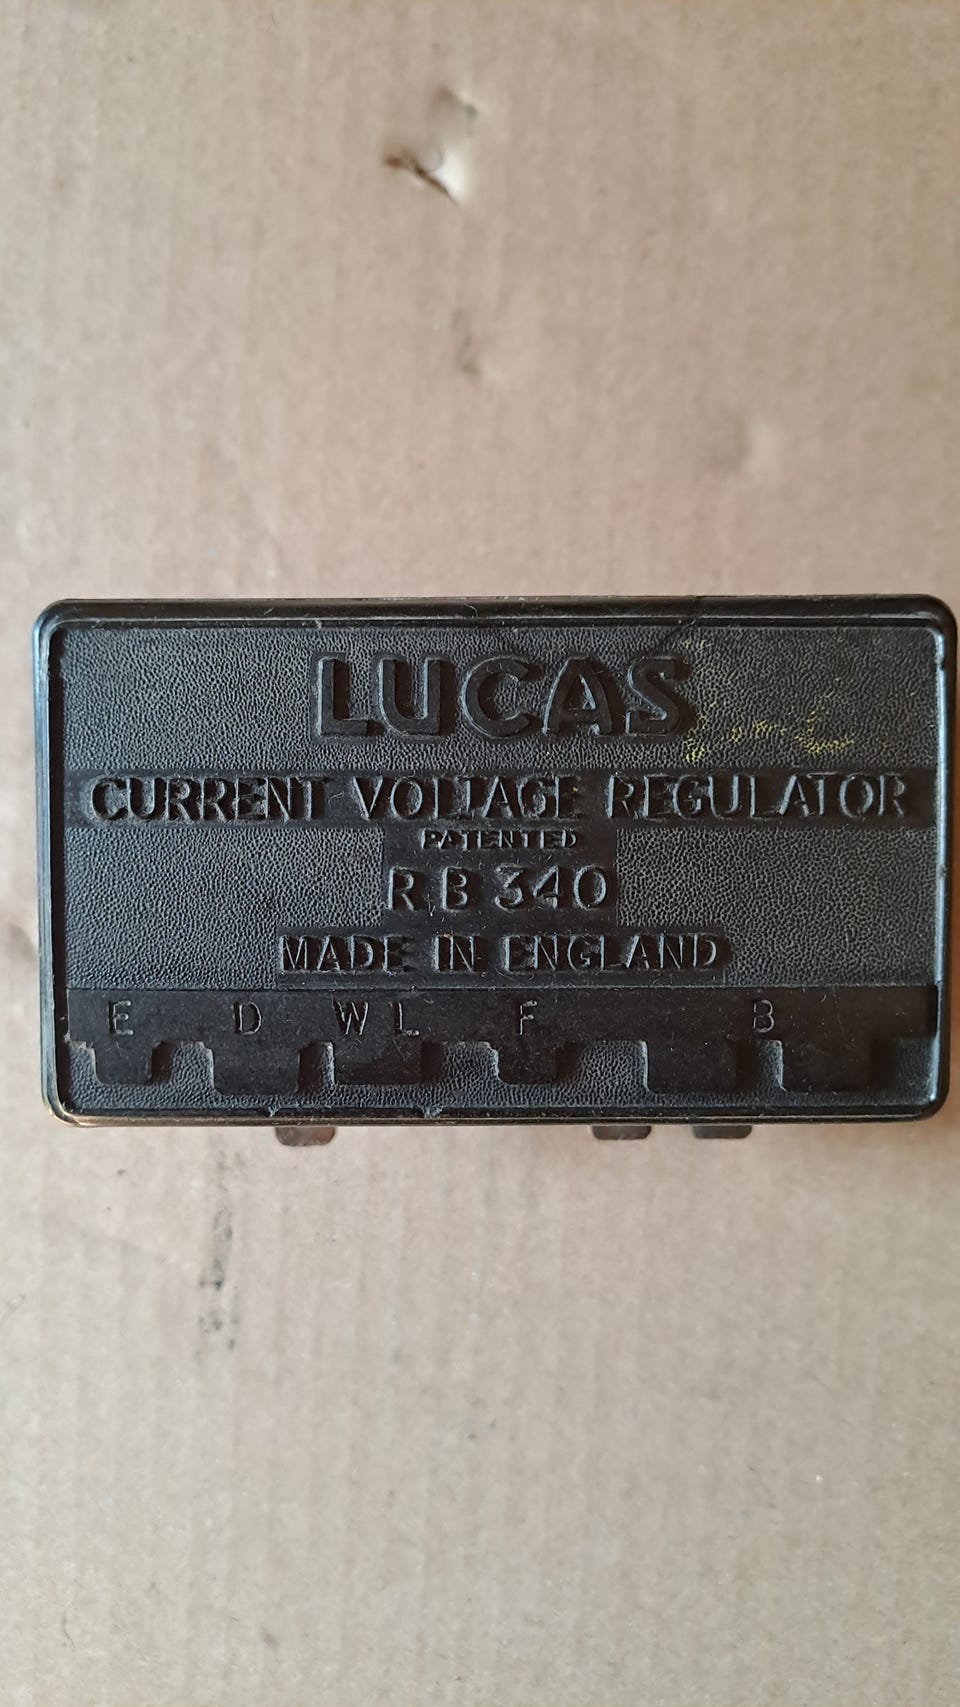 LUCAS
CURRENT VOLTAGE REGULATOR
PATENTED
RB 340
MADE IN ENGLAND
E D WL F B